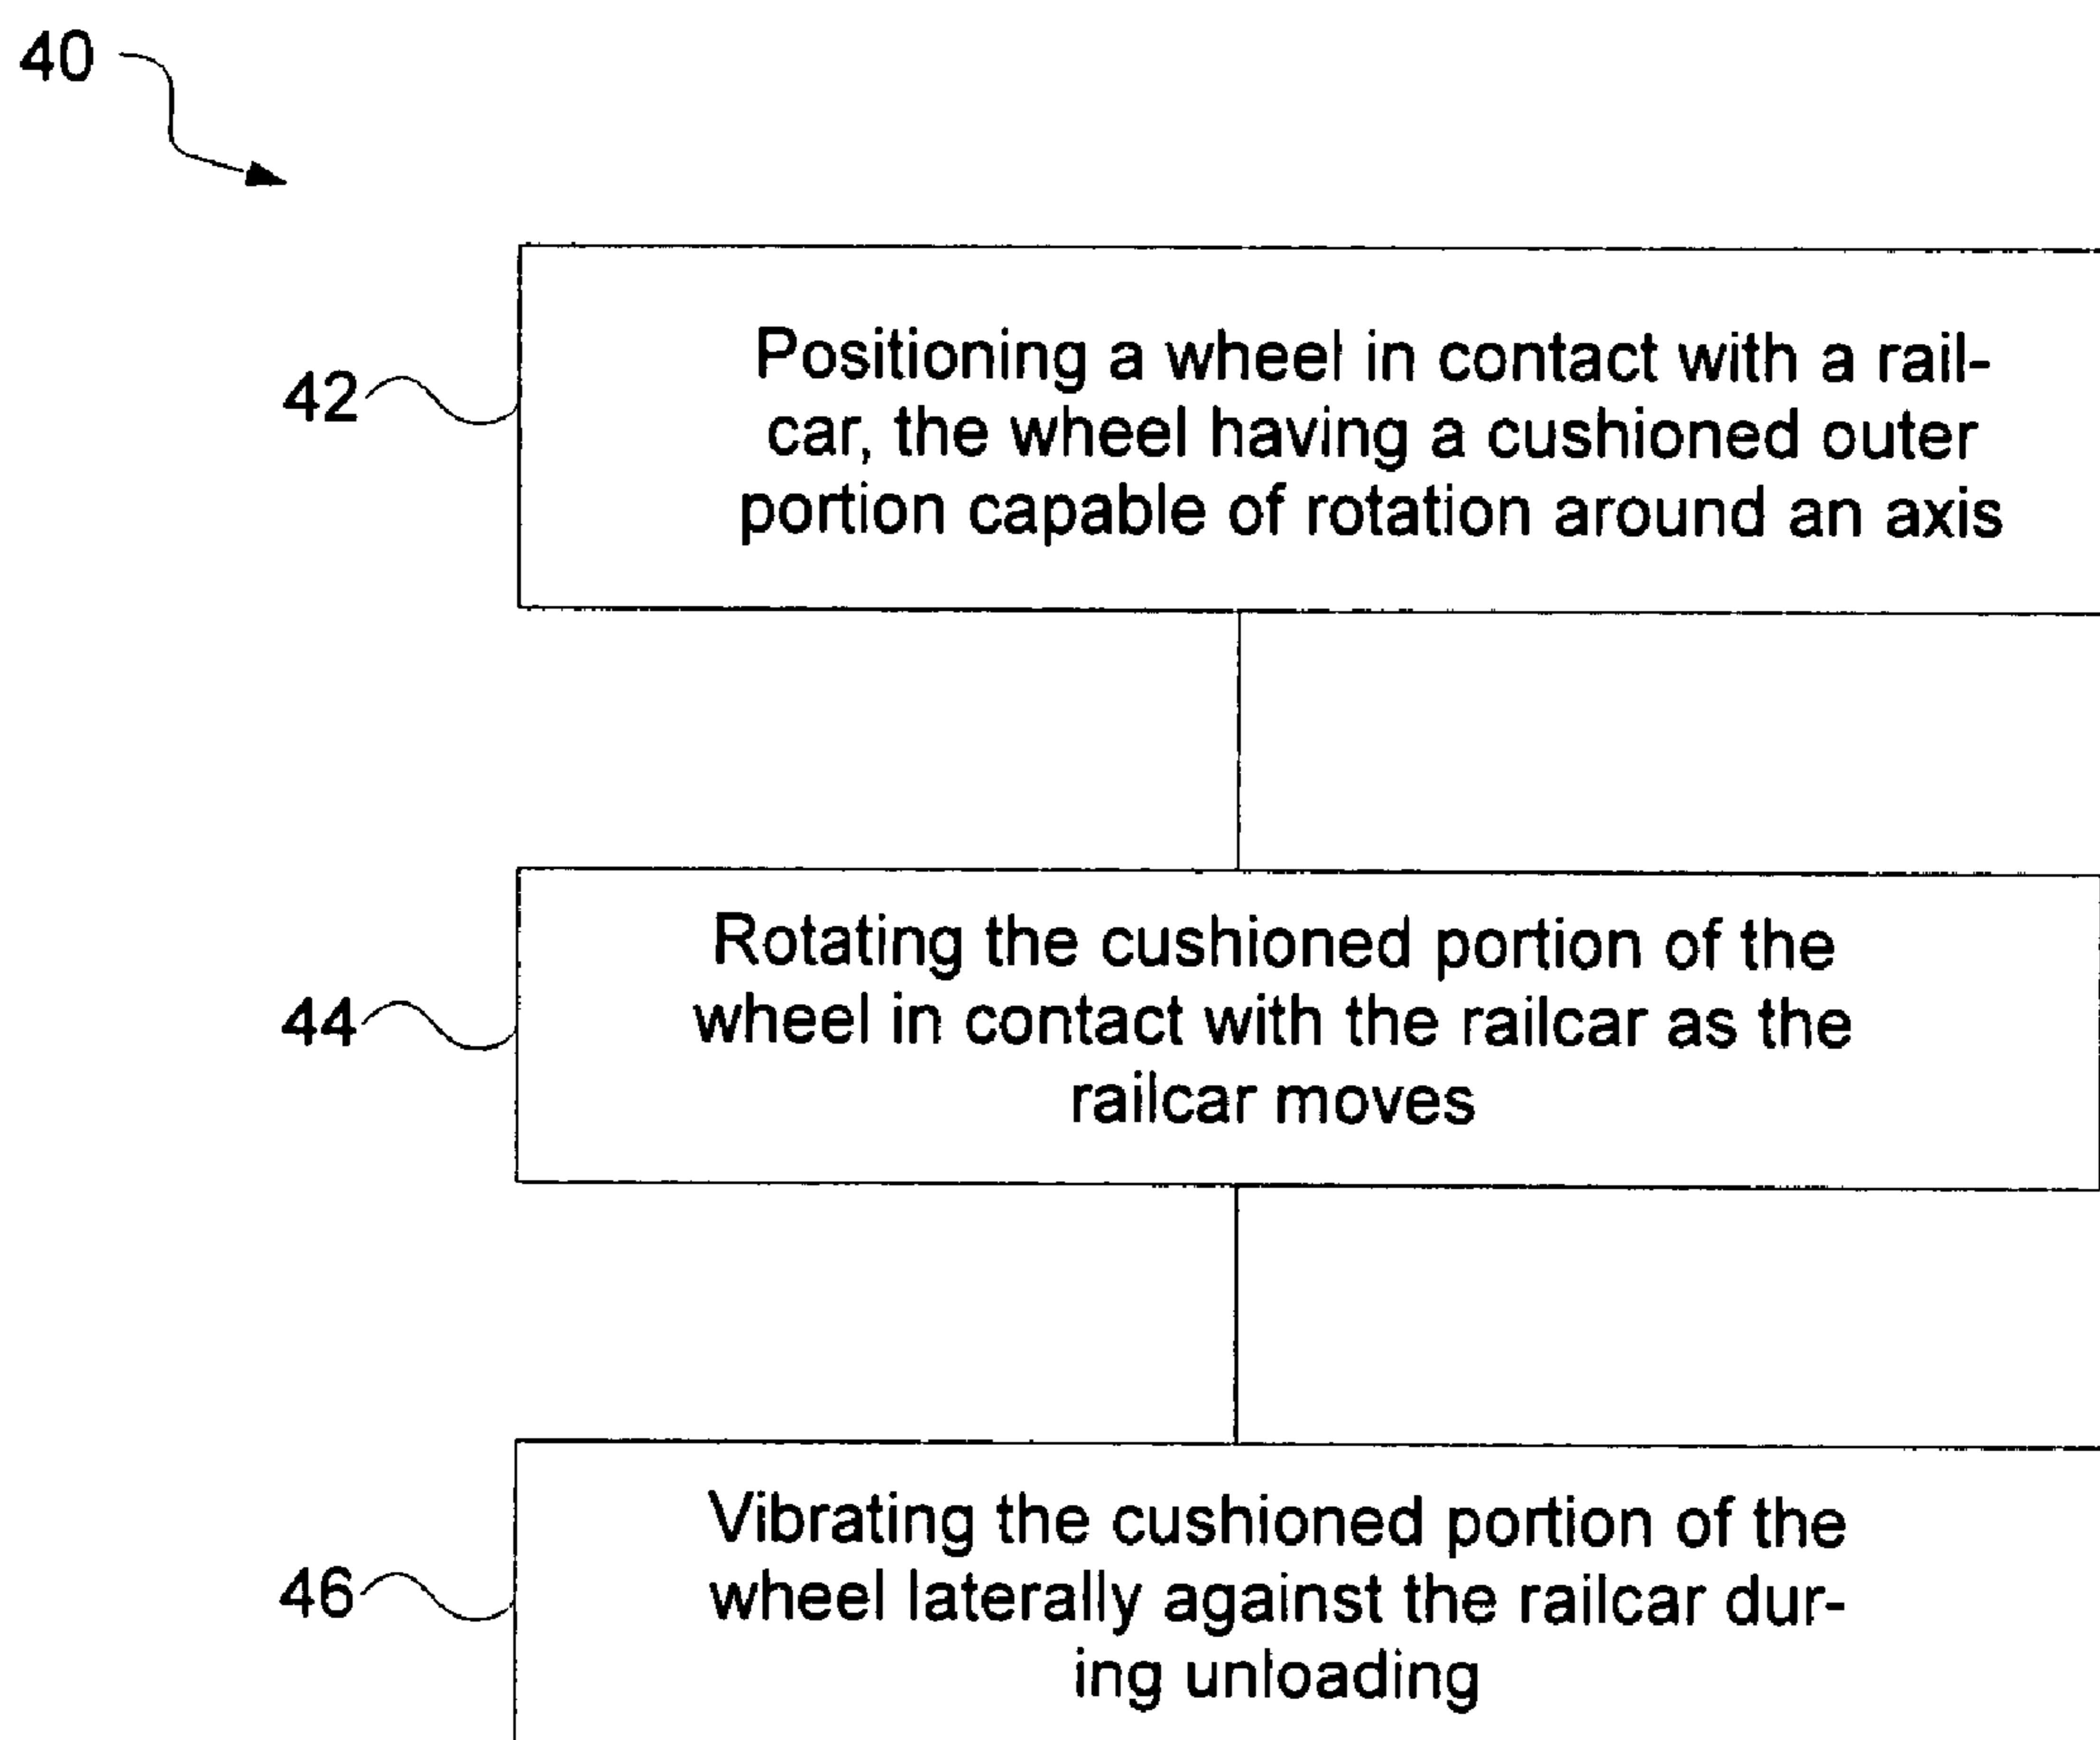 40
42
Positioning a wheel in contact with a rail-
car, the wheel having a cushioned outer
portion capable of rotation around an axis
44
Rotating the cushioned portion of the
wheel in contact with the railcar as the
railcar moves
46
Vibrating the cushioned portion of the
wheel laterally against the railcar dur-
ing unloading